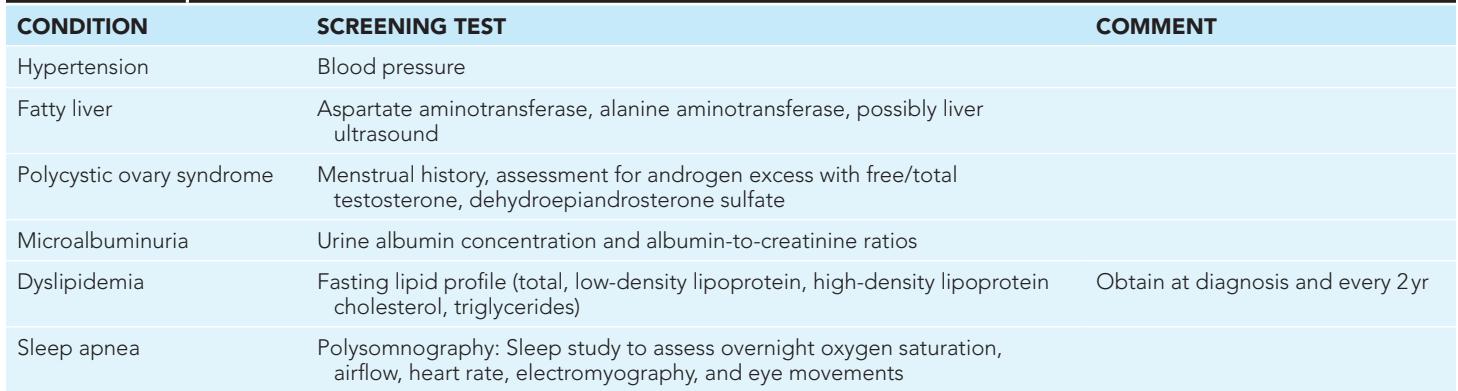 CONDITION SCREENING TEST COMMENT
Hypertension Blood pressure
Fatty liver Aspartate aminotransferase, alanine aminotransferase, possibly liver
ultrasound
Polycystic ovary syndrome Menstrual history, assessment for androgen excess with free/total
testosterone, dehydroepiandrosterone sulfate
Microalbuminuria Urine albumin concentration and albumin-to-creatinine ratios
Dyslipidemia Fasting lipid profile (total, low-density lipoprotein, high-density lipoprotein Obtain at diagnosis and every 2 yr
cholesterol, triglycerides)
Sleep apnea Polysomnography: Sleep study to assess overnight oxygen saturation,
airflow, heart rate, electromyography, and eye movements